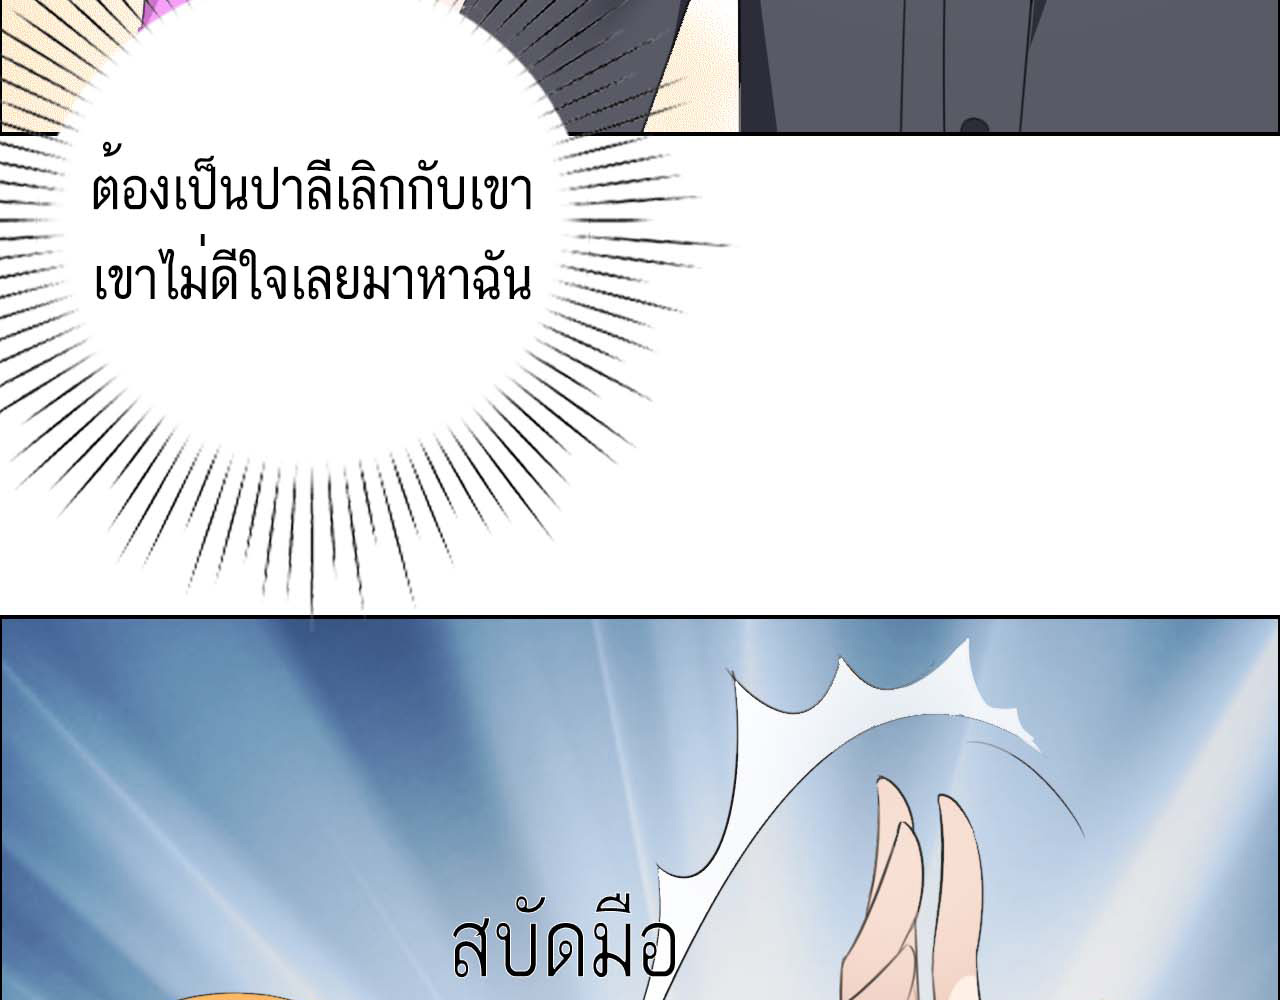 ต้องเป็นปาลีเลิกกับเขา
เขาไม่ดีใจเลยมาหาฉัน
สบัดมือ